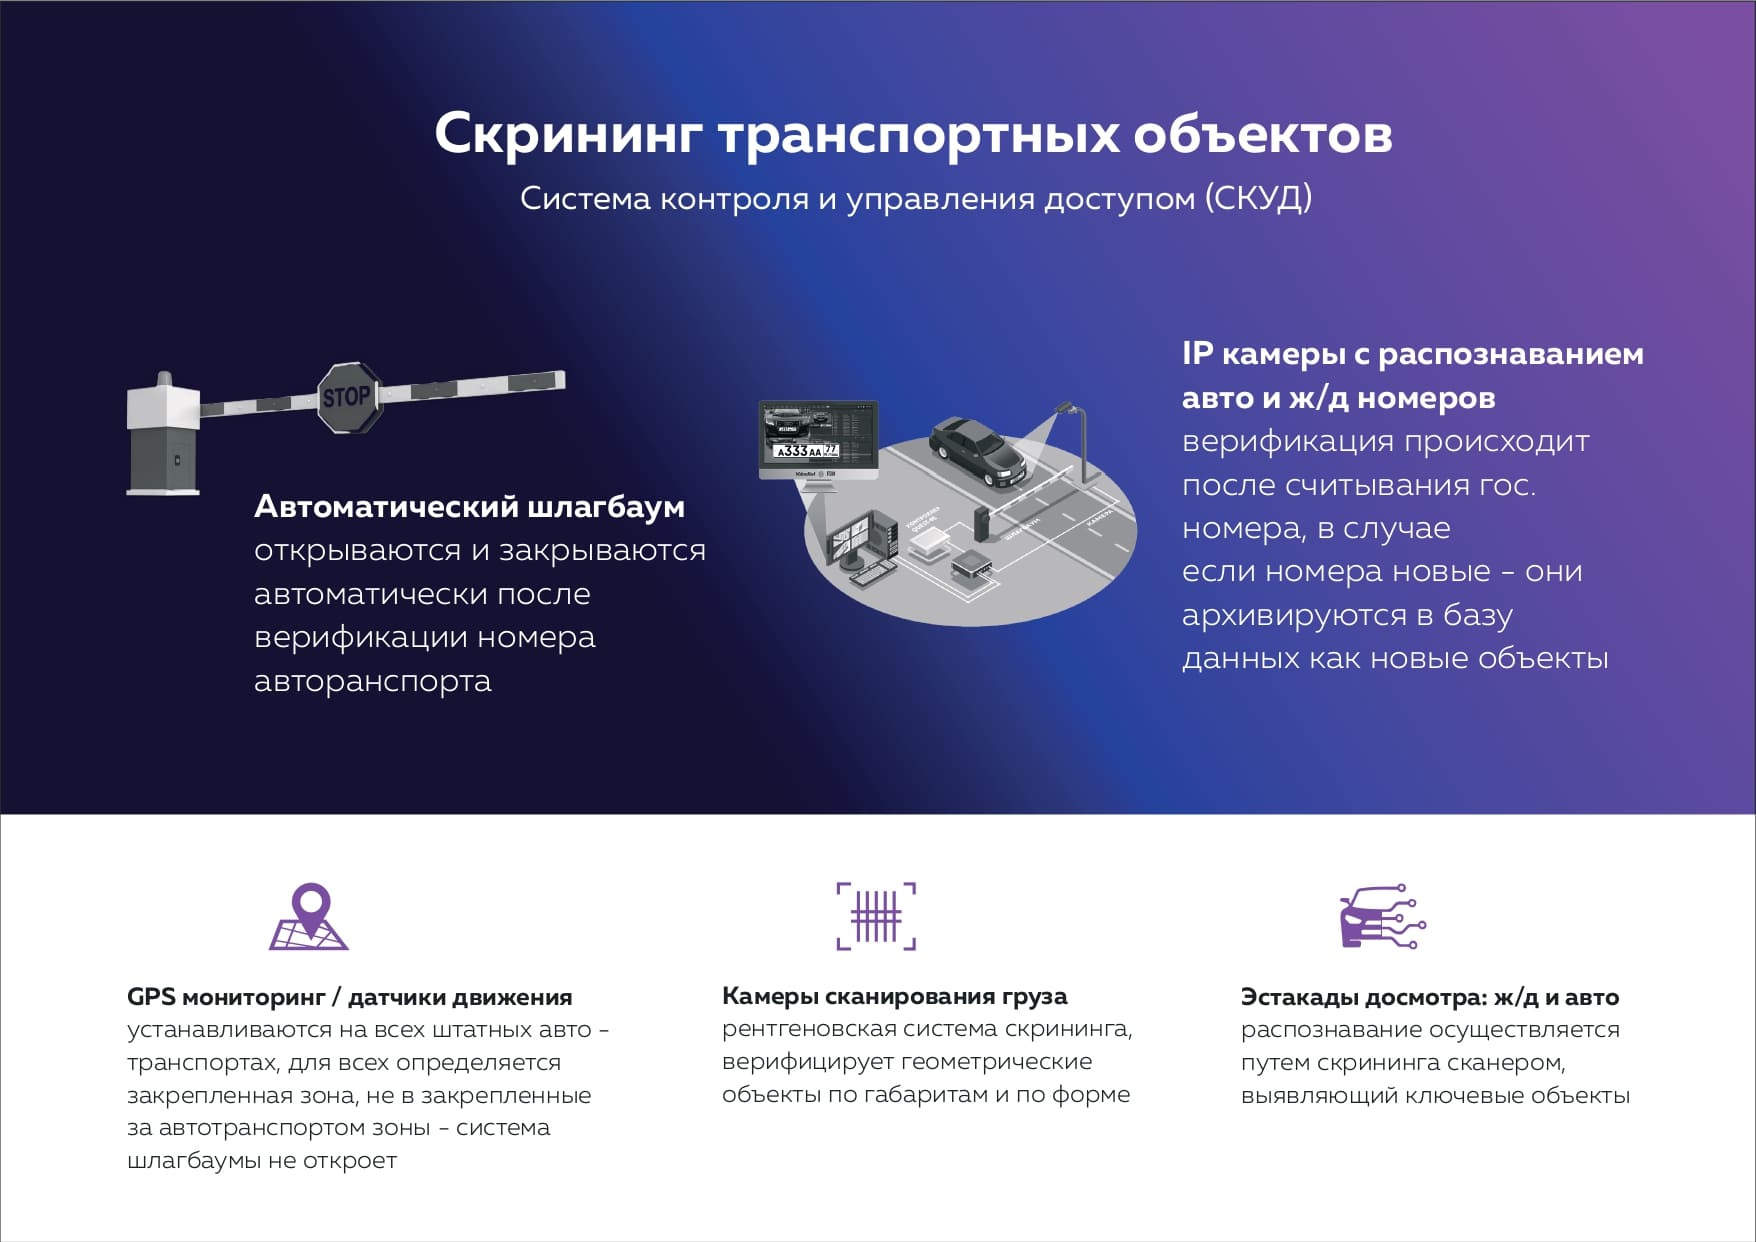 Скрининг транспортных объектов
Система контроля и управления доступом (СКУД)
STOP
Автоматический шлагбаум
открываются и закрываются
автоматически после
верификации номера
авторанспорта
А333АА 77
КОНТРОЛЛЕР
ШЛАГБАУМ
КАМЕРА
IP камеры с распознаванием
авто и ж/д номеров
верификация происходит
после считывания гос.
номера, в случае
если номера новые – они
архивируются в базу
данных как новые объекты
GPS мониторинг / датчики движения
устанавливаются на всех штатных авто –
транспортах, для всех определяется
закрепленная зона, не в закрепленные
за автотранспортом зоны – система
шлагбаумы не откроет
Камеры сканирования груза
рентгеновская система скрининга,
верифицирует геометрические
объекты по габаритам и по форме
Эстакады досмотра: ж/д и авто
распознавание осуществляется
путем скрининга сканером,
выявляющий ключевые объекты